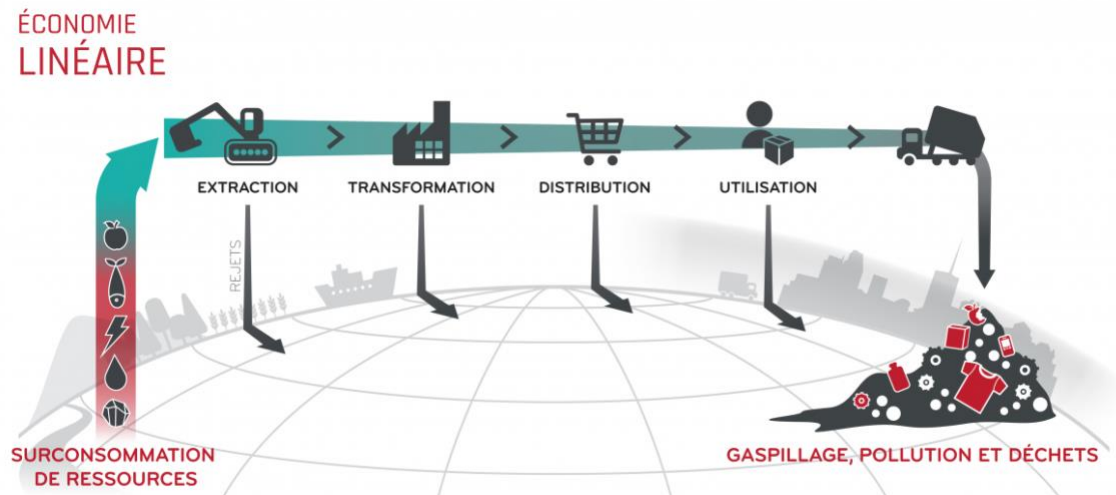 ÉCONOMIE
LINÉAIRE
EXTRACTION
TRANSFORMATION
DISTRIBUTION
UTILISATION
REJETS
SURCONSOMMATION
DE RESSOURCES
GASPILLAGE, POLLUTION ET DÉCHETS